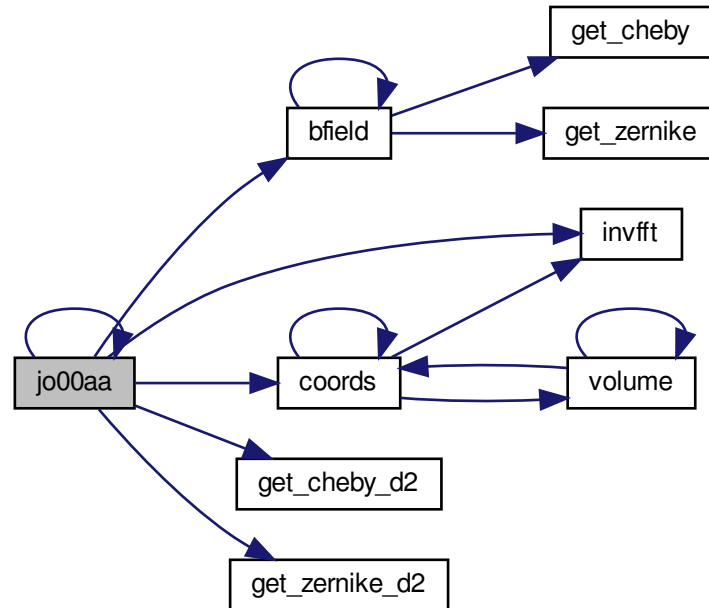 get_cheby
bfield
get_zernike
invfft
jo00aa
coords
volume
get_cheby_d2
get_zernike_d2